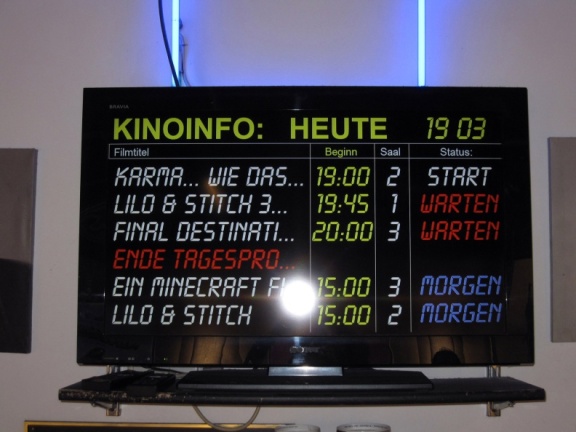 BRAVIA
KINOINFO: HEUTE 19 03
Filmtitel Beginn Saal Status:
KARMA... WIE DAS... 19:00 2 START
LILO & STITCH 3... 19:45 1 WARTEN
FINAL DESTINATI... 20:00 3 WARTEN
ENDE TAGESPRO...
EIN MINECRAFT 15:00 3 MORGEN
LILO & STITCH 15:00 2 MORGEN